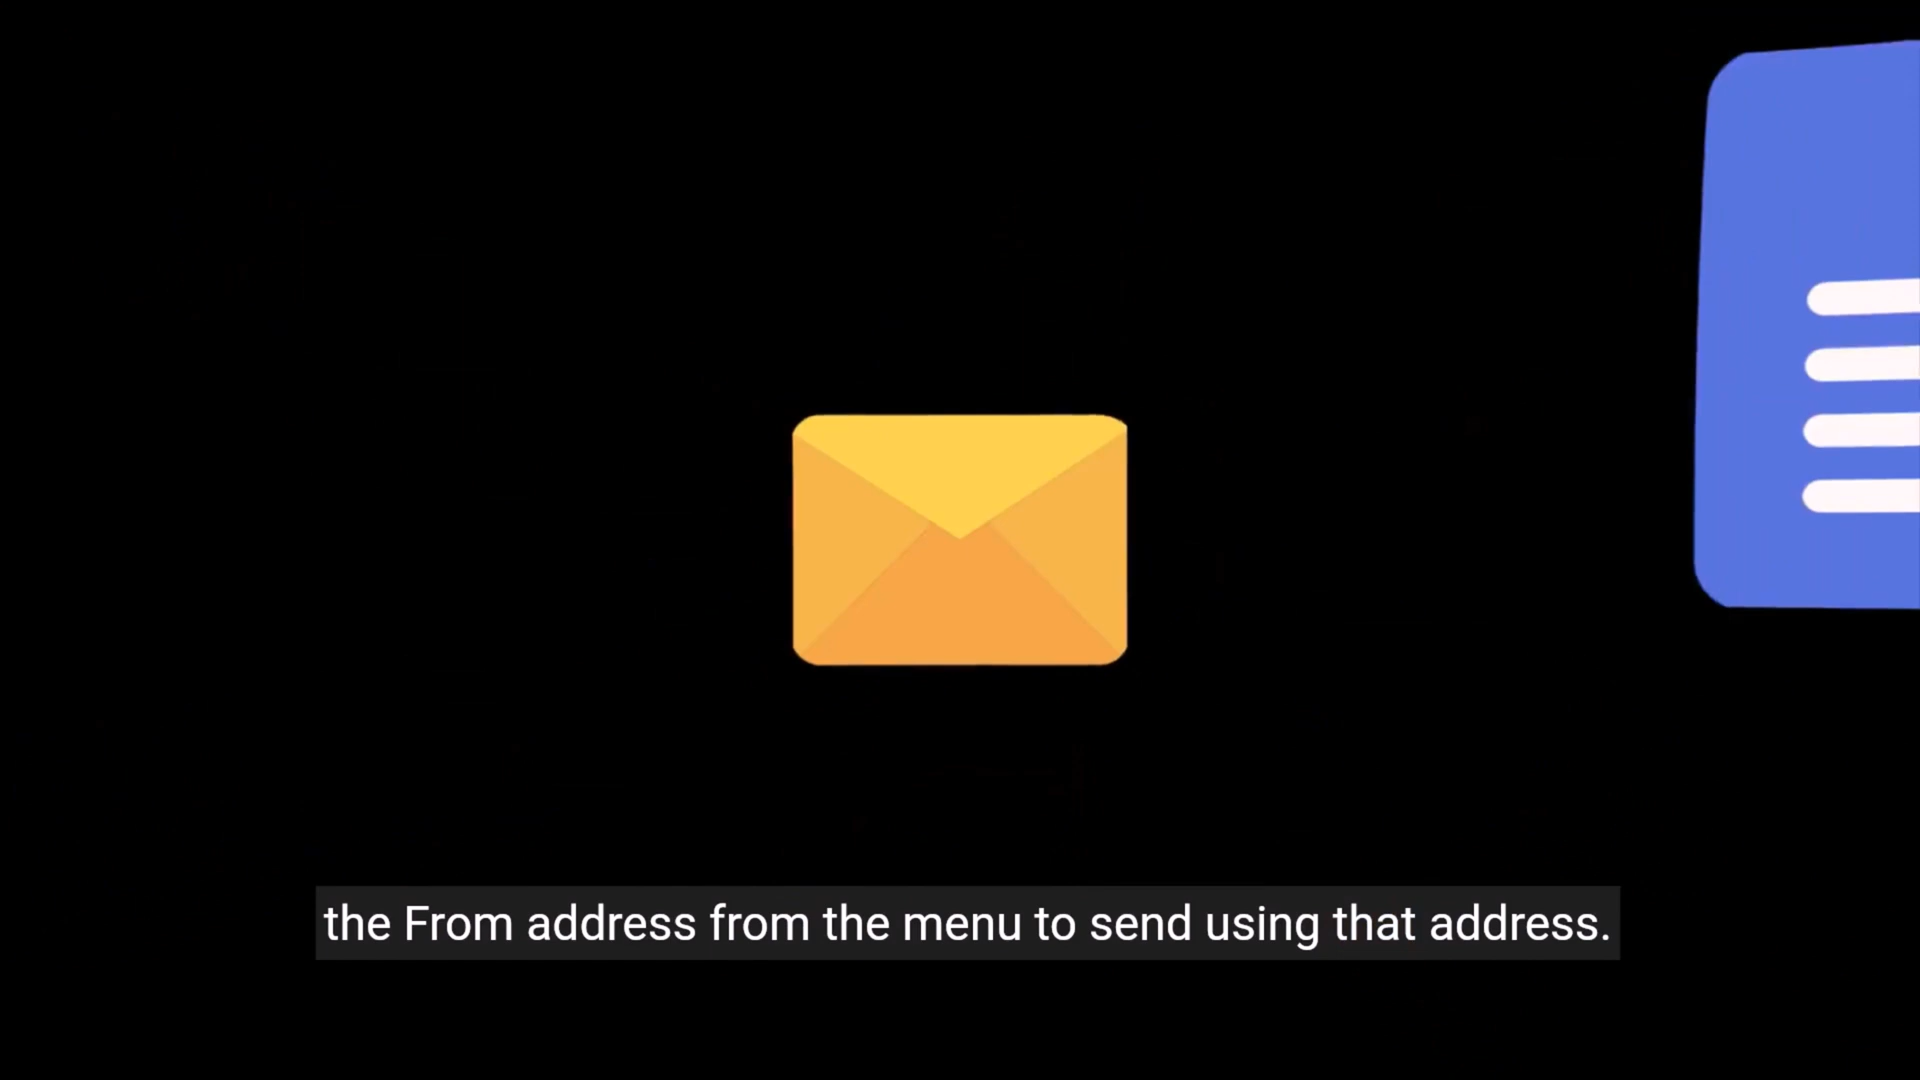 the From address from the menu to send using that address.